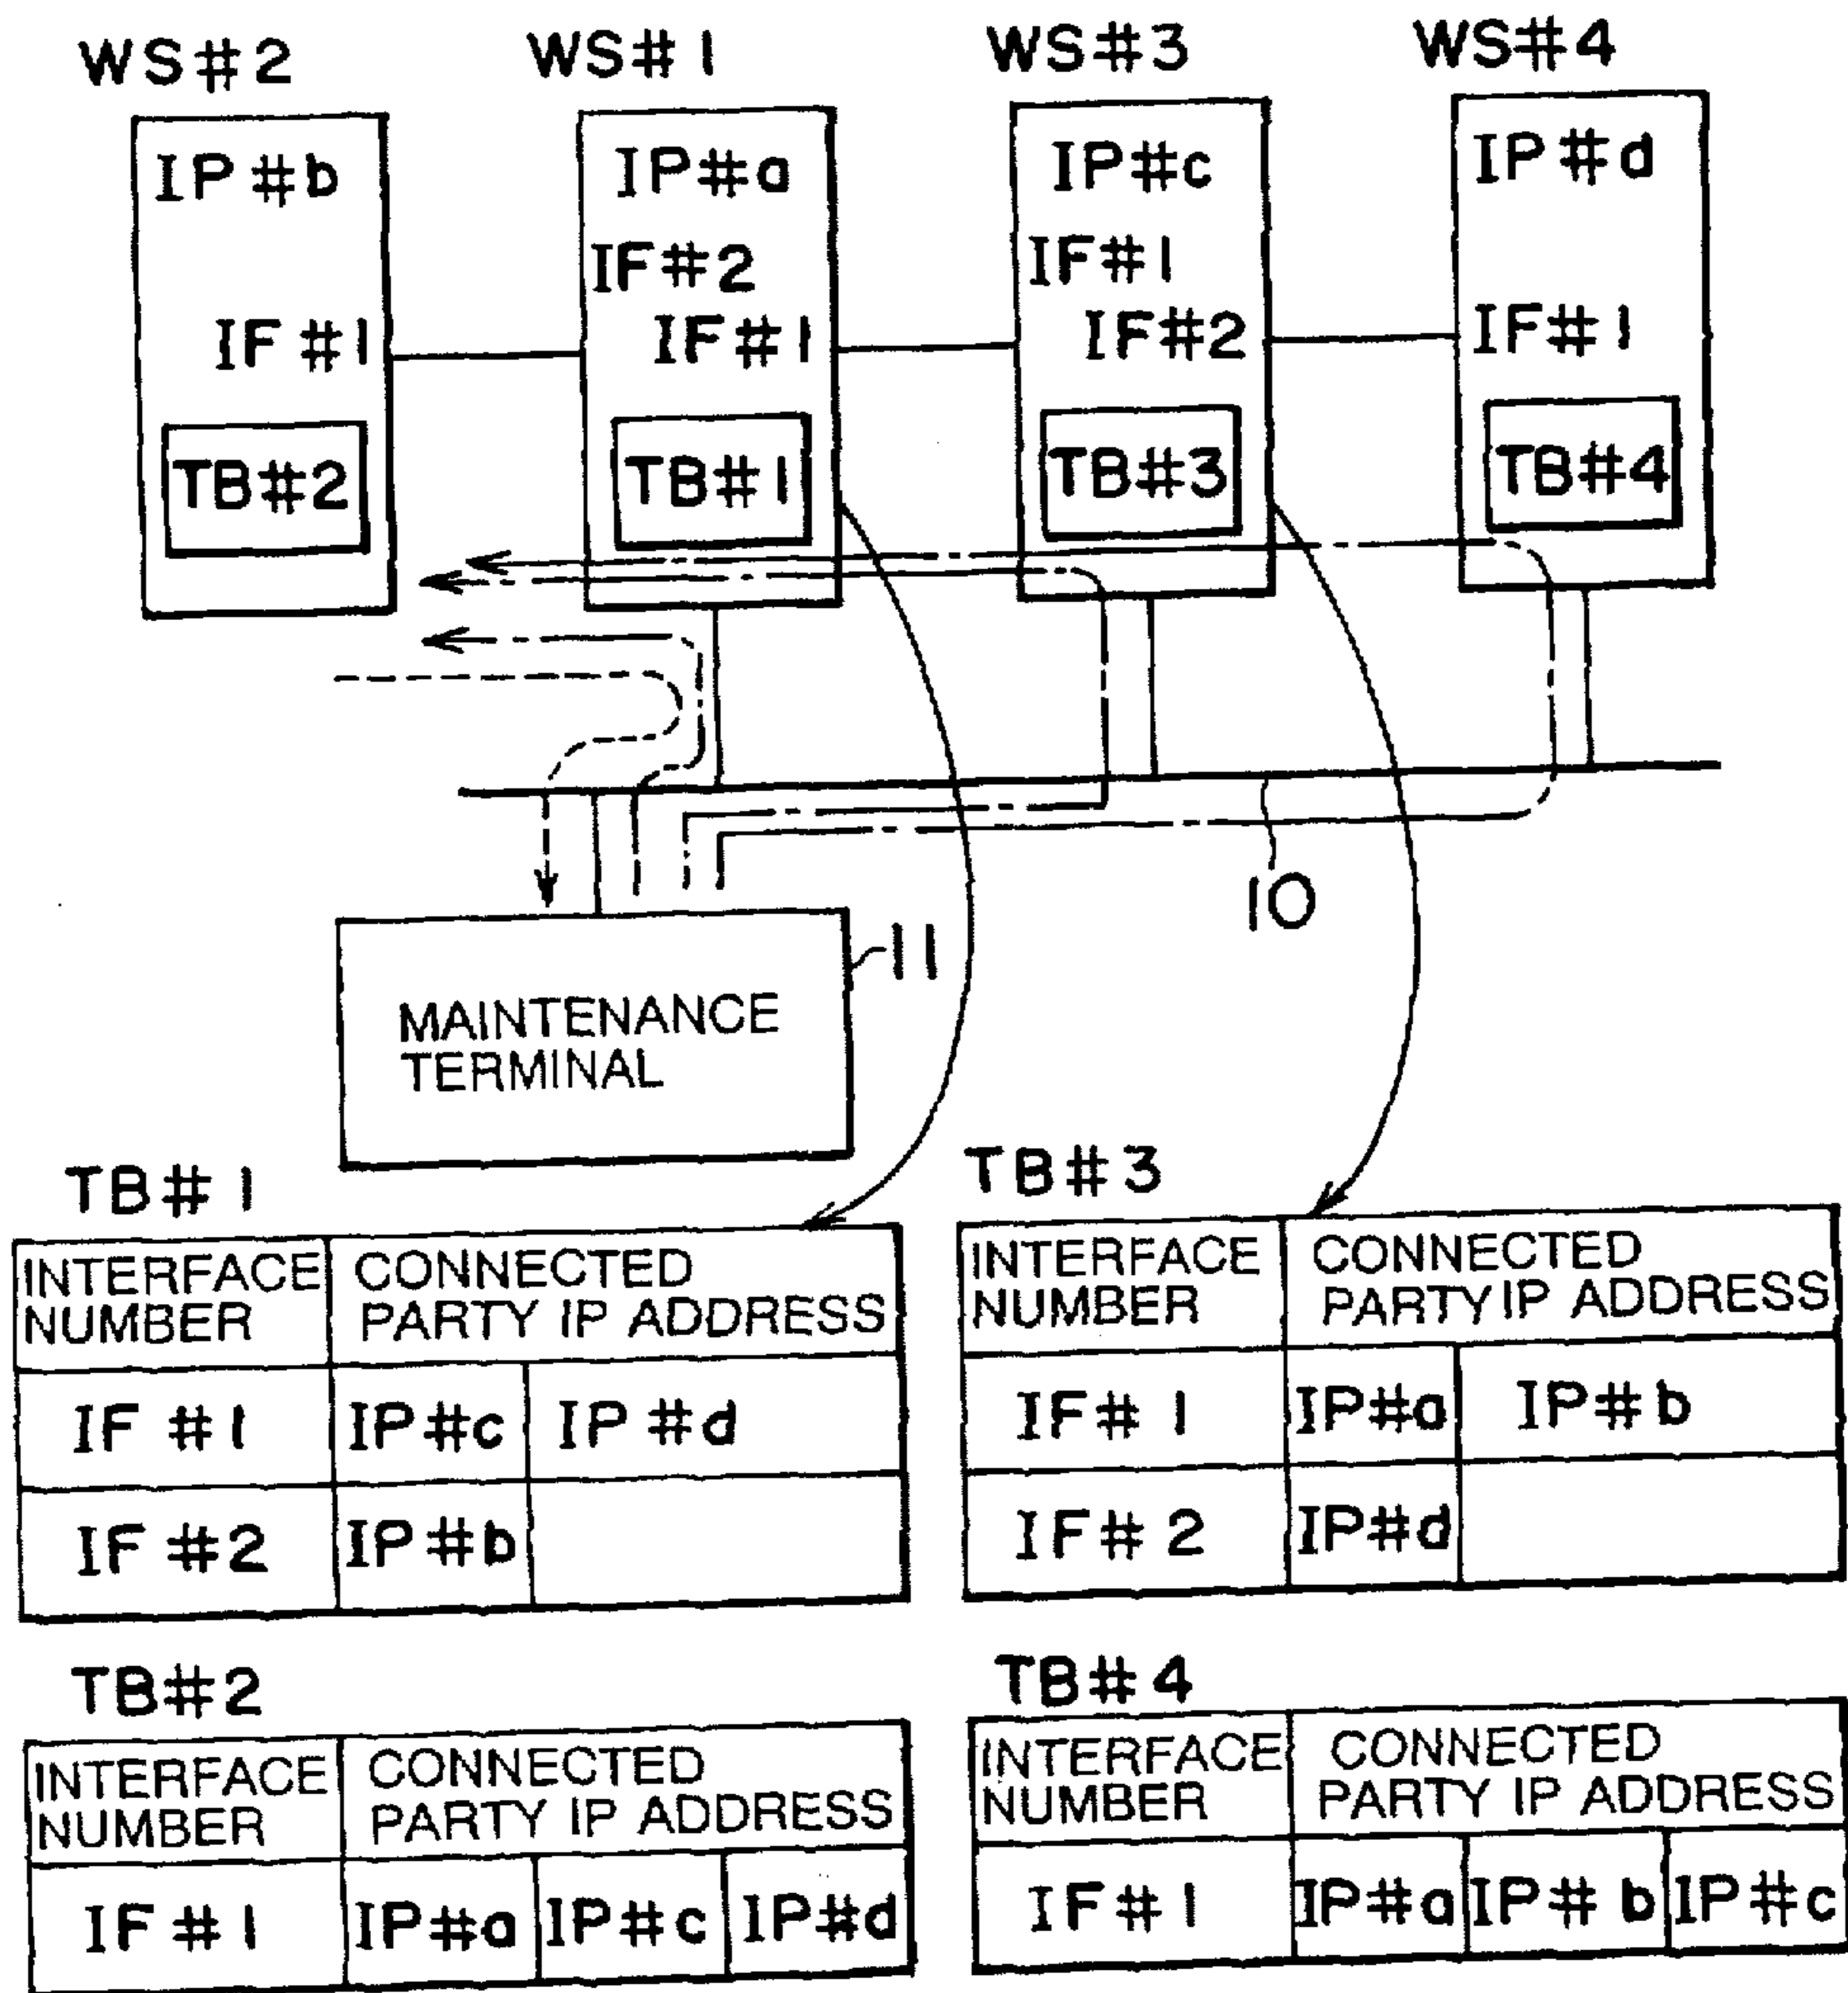 WS#2 WS#1 WS#3 WS#4
IP#b IP#a IP#c IP#d
IF#2 IF#1
IF#1 IF#1 IF#2 IF#1
TB#2 TB#1 TB#3 TB#4
10
11
MAINTENANCE
TERMINAL
TB#1
INTERFACE CONNECTED
NUMBER PARTY IP ADDRESS
IF #1 IP#c IP #d
IF #2 IP#b
TB#3
INTERFACE CONNECTED
NUMBER PARTY IP ADDRESS
IF#1 IP#a IP#b
IF#2 IP#d
TB#2
INTERFACE CONNECTED
NUMBER PARTY IP ADDRESS
IF#1 IP#a IP#c IP#d
TB#4
INTERFACE CONNECTED
NUMBER PARTY IP ADDRESS
IF#1 IP#a IP#b IP#c